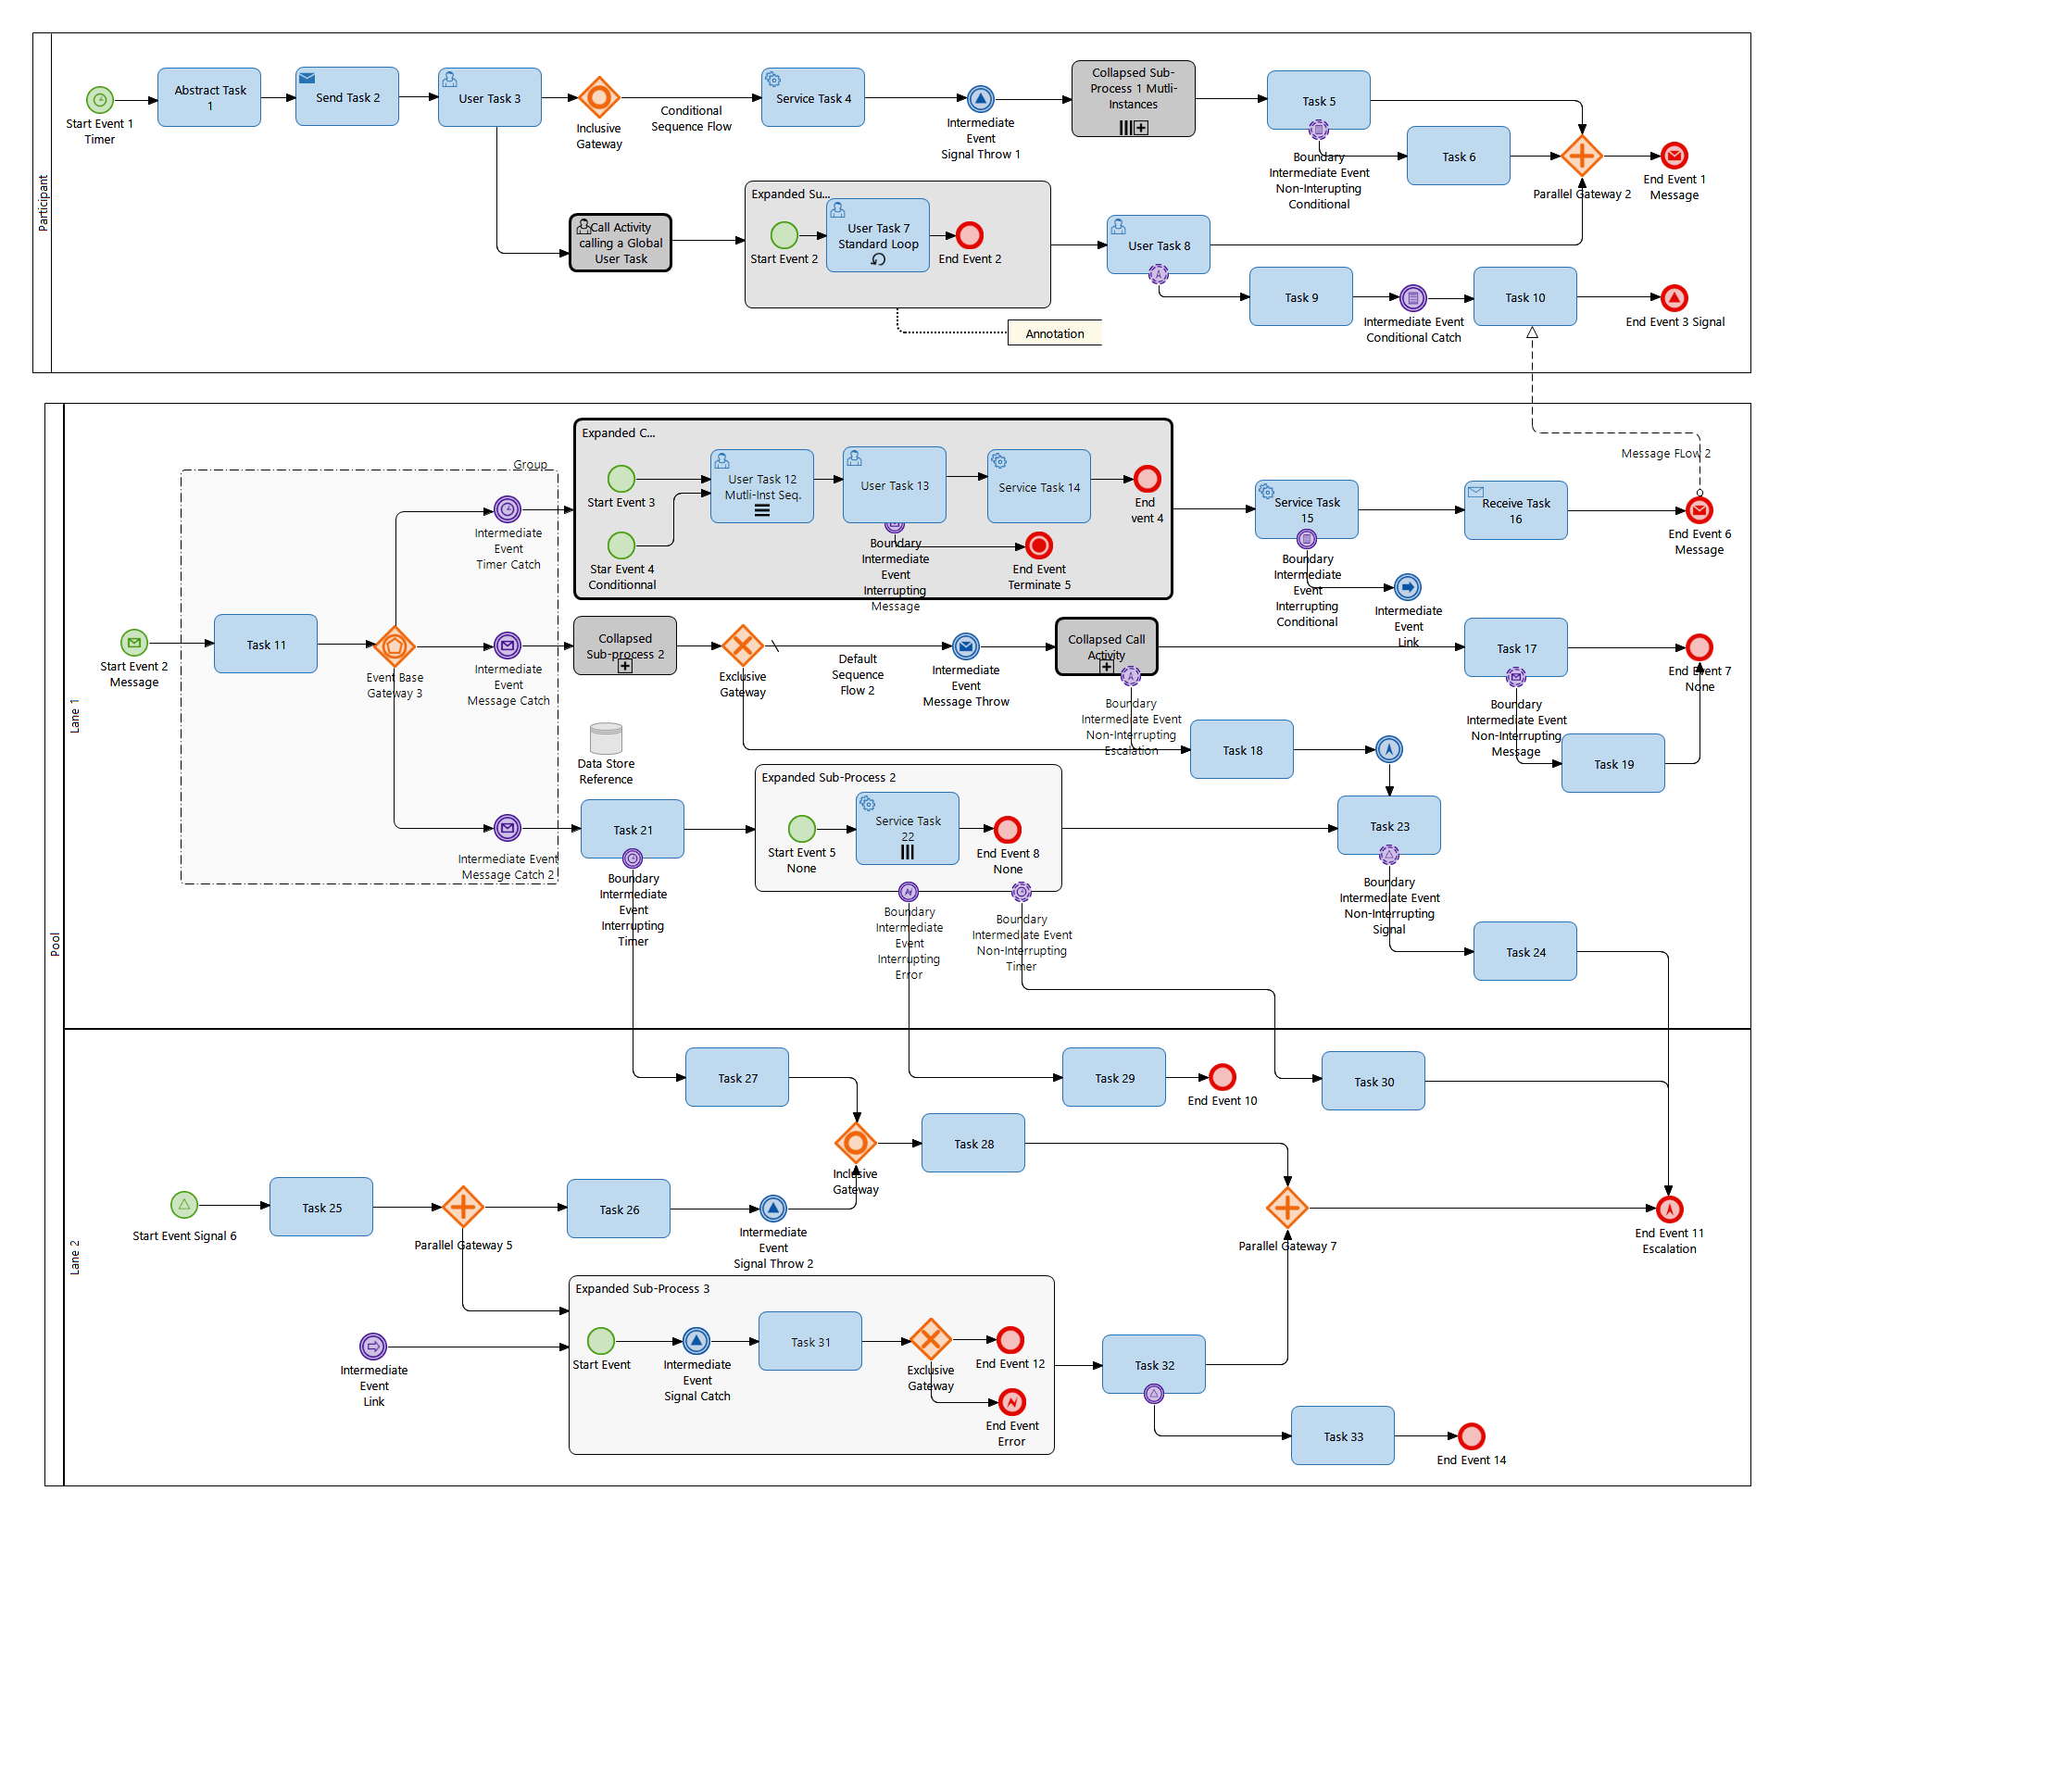 Participant
Start Event 1
Timer
Abstract Task
1
Send Task 2
User Task 3
Inclusive
Gateway
Conditional
Sequence Flow
Service Task 4
Intermediate
Event
Signal Throw 1
Collapsed Sub-
Process 1 Mutli-
Instances
Task 5
Boundary
Intermediate Event
Non-Interupting
Conditional
Task 6
Parallel Gateway 2
End Event 1
Message
Call Activity
calling a Global
User Task
Expanded Su...
Start Event 2
User Task 7
Standard Loop
End Event 2
Annotation
User Task 8
Task 9
Intermediate Event
Conditional Catch
Task 10
End Event 3 Signal
Pool
Lane 1
Message FLow 2
Group
Start Event 2
Message
Task 11
Event Base
Gateway 3
Intermediate
Event
Timer Catch
Intermediate
Event
Message Catch
Intermediate Event
Message Catch 2
Expanded C...
Start Event 3
Star Event 4
Conditionnal
User Task 12
Mutli-Inst Seq.
User Task 13
Service Task 14
End
vent 4
Boundary
Intermediate
Event
Interrupting
Message
End Event
Terminate 5
Service Task
15
Boundary
Intermediate
Event
Interrupting
Conditional
Intermediate
Event
Link
Receive Task
16
End Event 6
Message
Collapsed
Sub-process 2
Exclusive
Gateway
Default
Sequence
Flow 2
Intermediate
Event
Message Throw
Collapsed Call
Activity
Boundary
Intermediate Event
Non-Interrupting
Escalation
Task 17
Boundary
Intermediate Event
Non-Interrupting
Message
End Event 7
None
Task 18
Task 19
Data Store
Reference
Task 21
Boundary
Intermediate
Event
Interrupting
Timer
Expanded Sub-Process 2
Start Event 5
None
Service Task
22
End Event 8
None
Boundary
Intermediate
Event
Interrupting
Error
Boundary
Intermediate Event
Non-Interrupting
Timer
Task 23
Boundary
Intermediate Event
Non-Interrupting
Signal
Task 24
Lane 2
Task 27
Task 29
End Event 10
Task 30
Inclusive
Gateway
Task 28
Start Event Signal 6
Task 25
Parallel Gateway 5
Task 26
Intermediate
Event
Signal Throw 2
Parallel Gateway 7
End Event 11
Escalation
Intermediate
Event
Link
Expanded Sub-Process 3
Start Event
Intermediate
Event
Signal Catch
Task 31
Exclusive
Gateway
End Event 12
End Event
Error
Task 32
Task 33
End Event 14